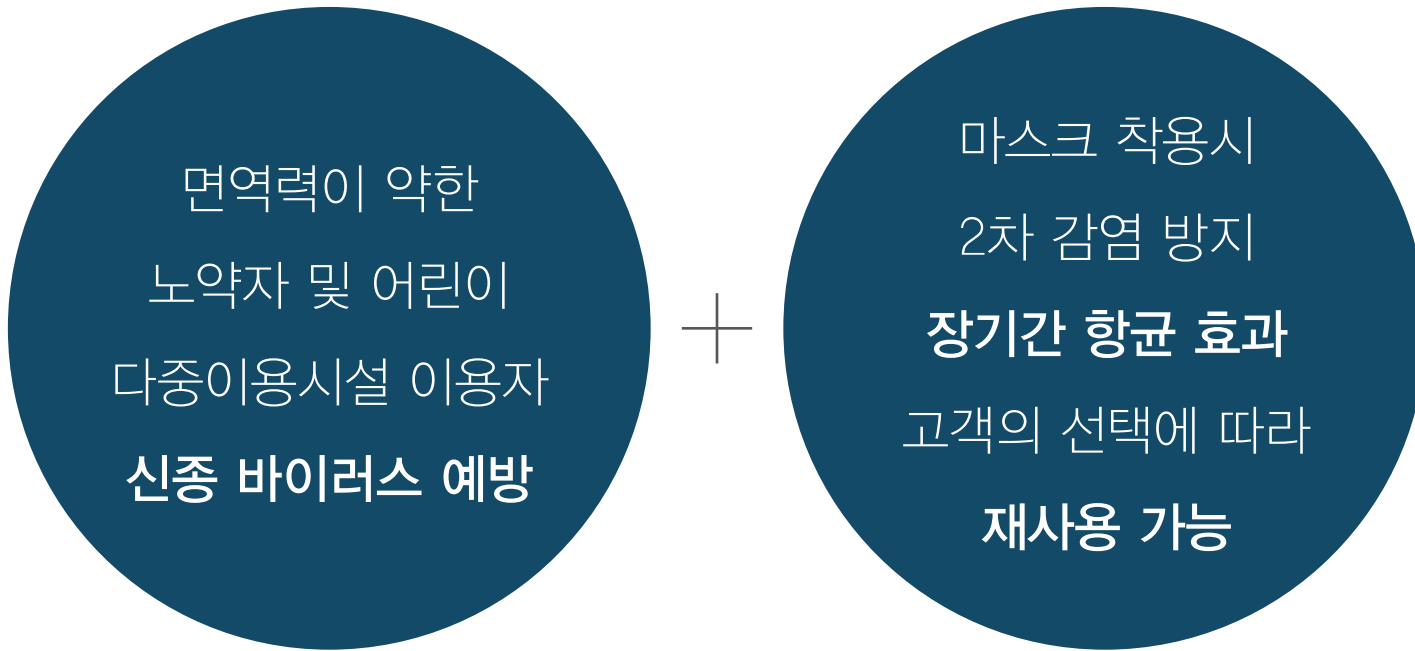 면역력이 약한
노약자 및 어린이
다중이용시설 이용자
신종 바이러스 예방
+
마스크 착용시
2차 감염 방지
장기간 항균 효과
고객의 선택에 따라
재사용 가능